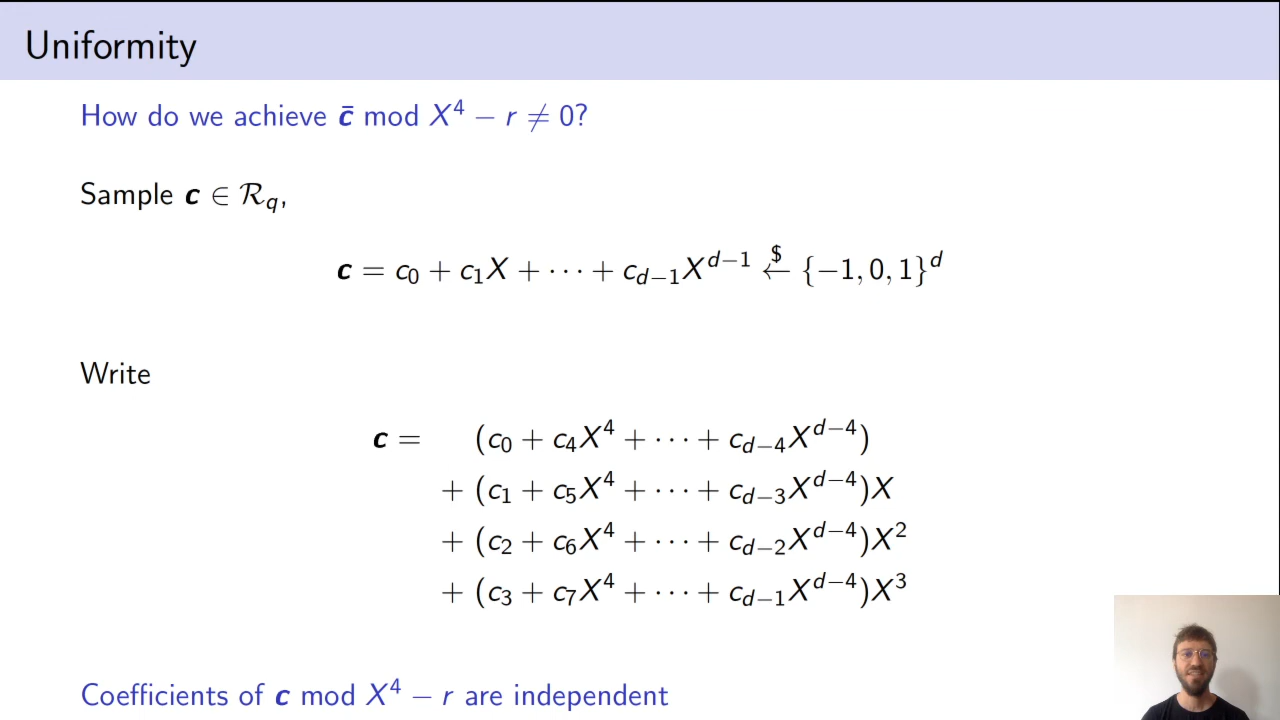 Uniformity
How do we achieve c̄ mod X⁴ − r ≠ 0?
Sample c ∈ ℛ_q,
c = c₀ + c₁X + ⋯ + c_{d−1}X^{d−1} ←$ {−1, 0, 1}^d
Write
c = (c₀ + c₄X⁴ + ⋯ + c_{d−4}X^{d−4})
+ (c₁ + c₅X⁴ + ⋯ + c_{d−3}X^{d−4})X
+ (c₂ + c₆X⁴ + ⋯ + c_{d−2}X^{d−4})X²
+ (c₃ + c₇X⁴ + ⋯ + c_{d−1}X^{d−4})X³
Coefficients of c mod X⁴ − r are independent